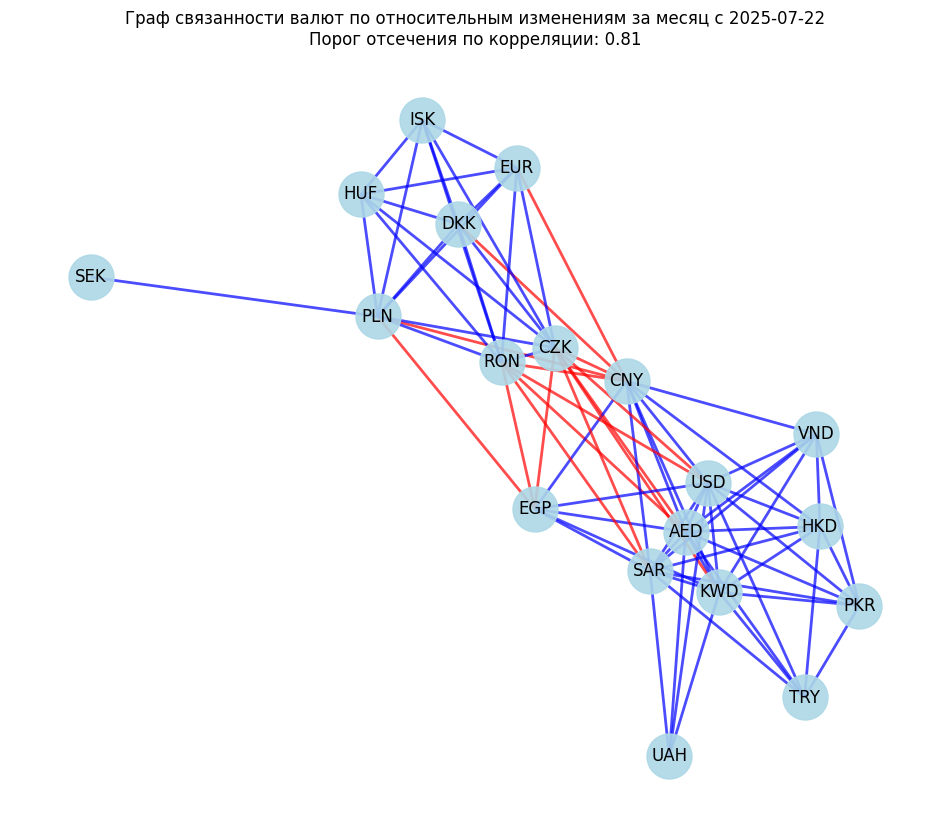 Граф связанности валют по относительным изменениям за месяц с 2025-07-22
Порог отсечения по корреляции: 0.81
ISK
EUR
HUF
DKK
SEK
PLN
CZK
RON
CNY
VND
USD
EGP
HKD
AED
SAR
KWD
PKR
TRY
UAH